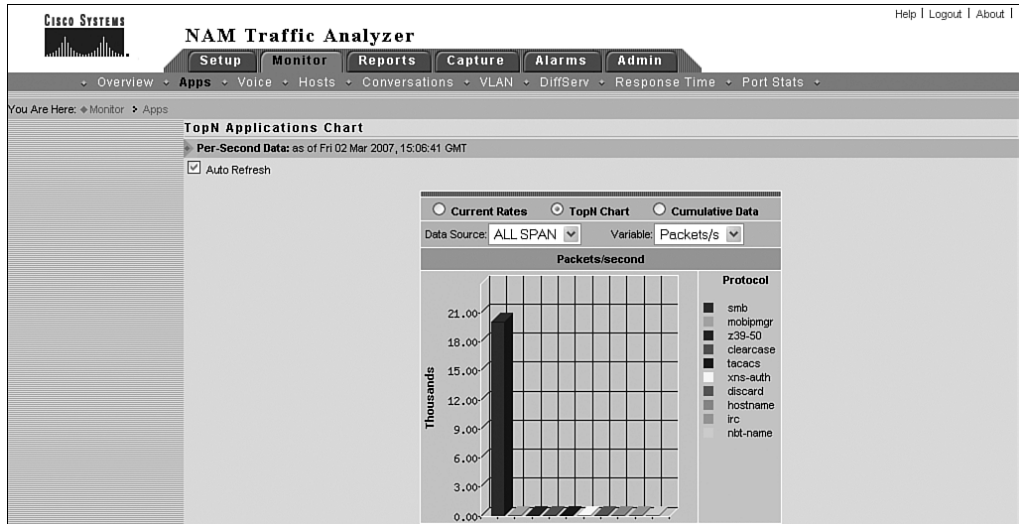 Help | Logout | About |
CISCO SYSTEMS
NAM Traffic Analyzer
Setup Monitor Reports Capture Alarms Admin
Overview Apps Voice Hosts Conversations VLAN DiffServ Response Time Port Stats
You Are Here: Monitor Apps
TopN Applications Chart
Per-Second Data: as of Fri 02 Mar 2007, 15:06:41 GMT
Auto Refresh
Current Rates TopN Chart Cumulative Data
Data Source: ALL SPAN Variable: Packets/s
Packets/second
Thousands
21.00
18.00
15.00
12.00
9.00
6.00
3.00
0.00
Protocol
smb
mobipmgr
z39-50
clearcase
tacacs
xns-auth
discard
hostname
irc
nbt-name